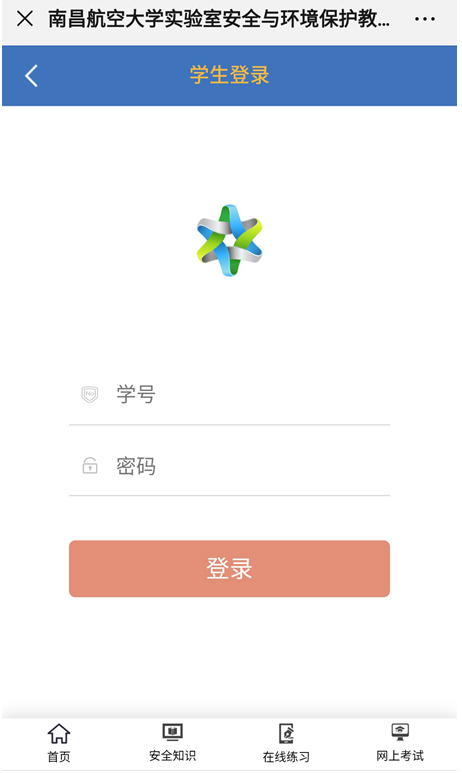 南昌航空大学实验室安全与环境保护教...
学生登录
No
学号
密码
登录
首页
安全知识
在线练习
网上考试